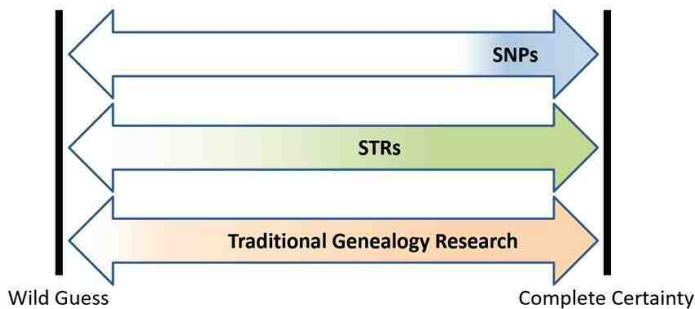 SNPs
STRs
Traditional Genealogy Research
Wild Guess
Complete Certainty